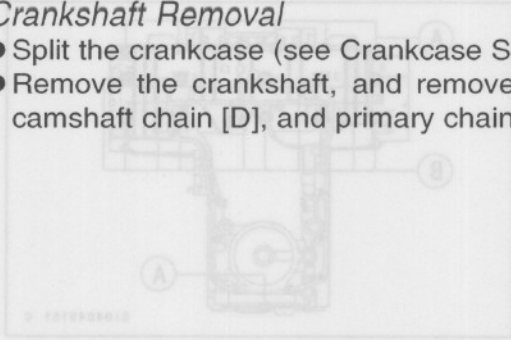 Crankshaft Removal
● Split the crankcase (see Crankcase S
● Remove the crankshaft, and remove
camshaft chain [D], and primary chain
A
B
A